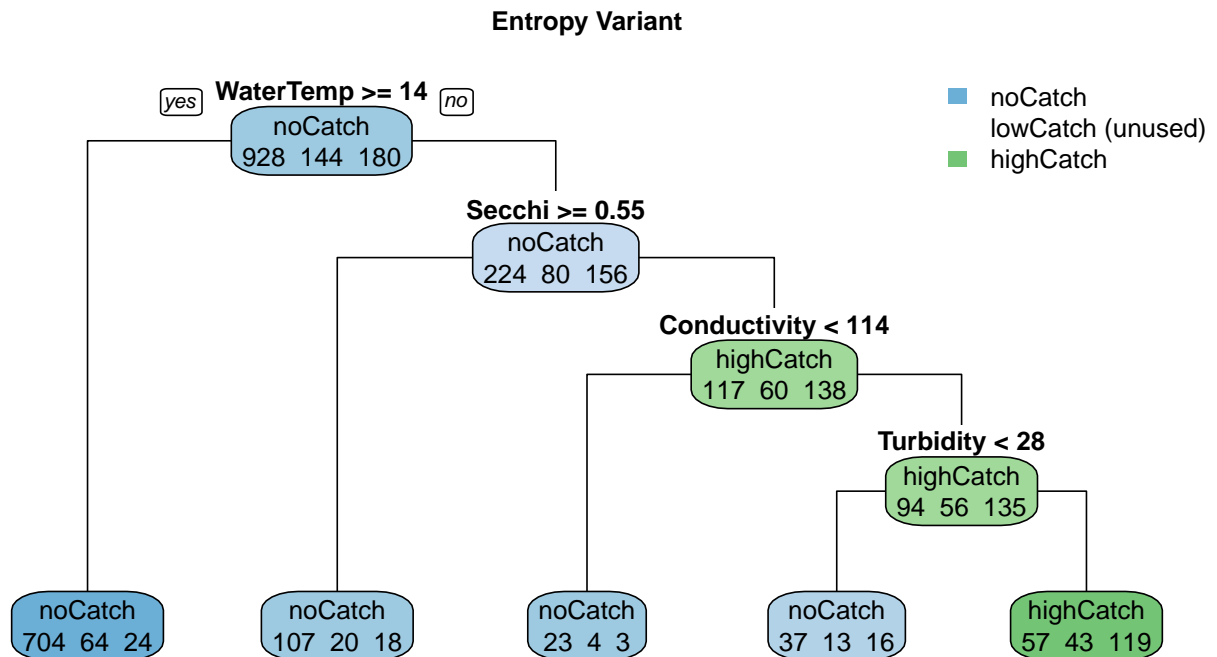 Entropy Variant
yes
WaterTemp >= 14
no
noCatch
928 144 180
noCatch
lowCatch (unused)
highCatch
Secchi >= 0.55
noCatch
224 80 156
Conductivity < 114
highCatch
117 60 138
Turbidity < 28
highCatch
94 56 135
noCatch
704 64 24
noCatch
107 20 18
noCatch
23 4 3
noCatch
37 13 16
highCatch
57 43 119